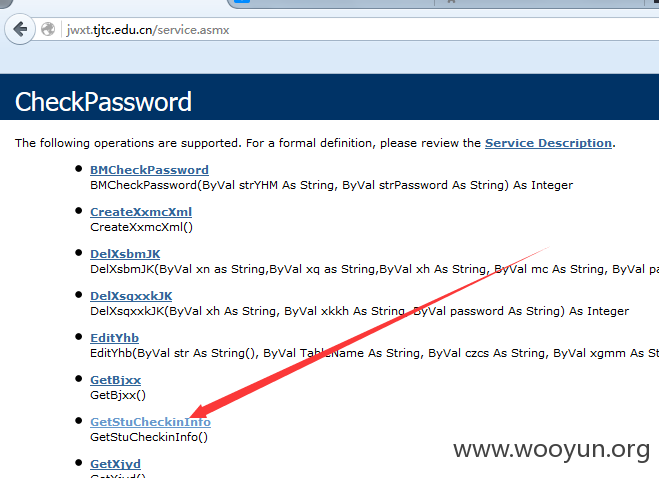 jwxt.tjtc.edu.cn/service.asmx
CheckPassword
The following operations are supported. For a formal definition, please review the Service Description.
BMCheckPassword
BMCheckPassword(ByVal strYHM As String, ByVal strPassword As String) As Integer
CreateXxmcXml
CreateXxmcXml()
DelXsbmJK
DelXsbmJK(ByVal xn as String,ByVal xq as String,ByVal xh As String, ByVal mc As String, ByVal pa
DelXsqxxkJK
DelXsqxxkJK(ByVal xh As String, ByVal xkkh As String, ByVal password As String) As Integer
EditYhb
EditYhb(ByVal str As String(), ByVal TableName As String, ByVal czcs As String, ByVal xgmm As S
GetBjxx
GetBjxx()
GetStuCheckinInfo
GetStuCheckinInfo()
GetXjyd
www.wooyun.org